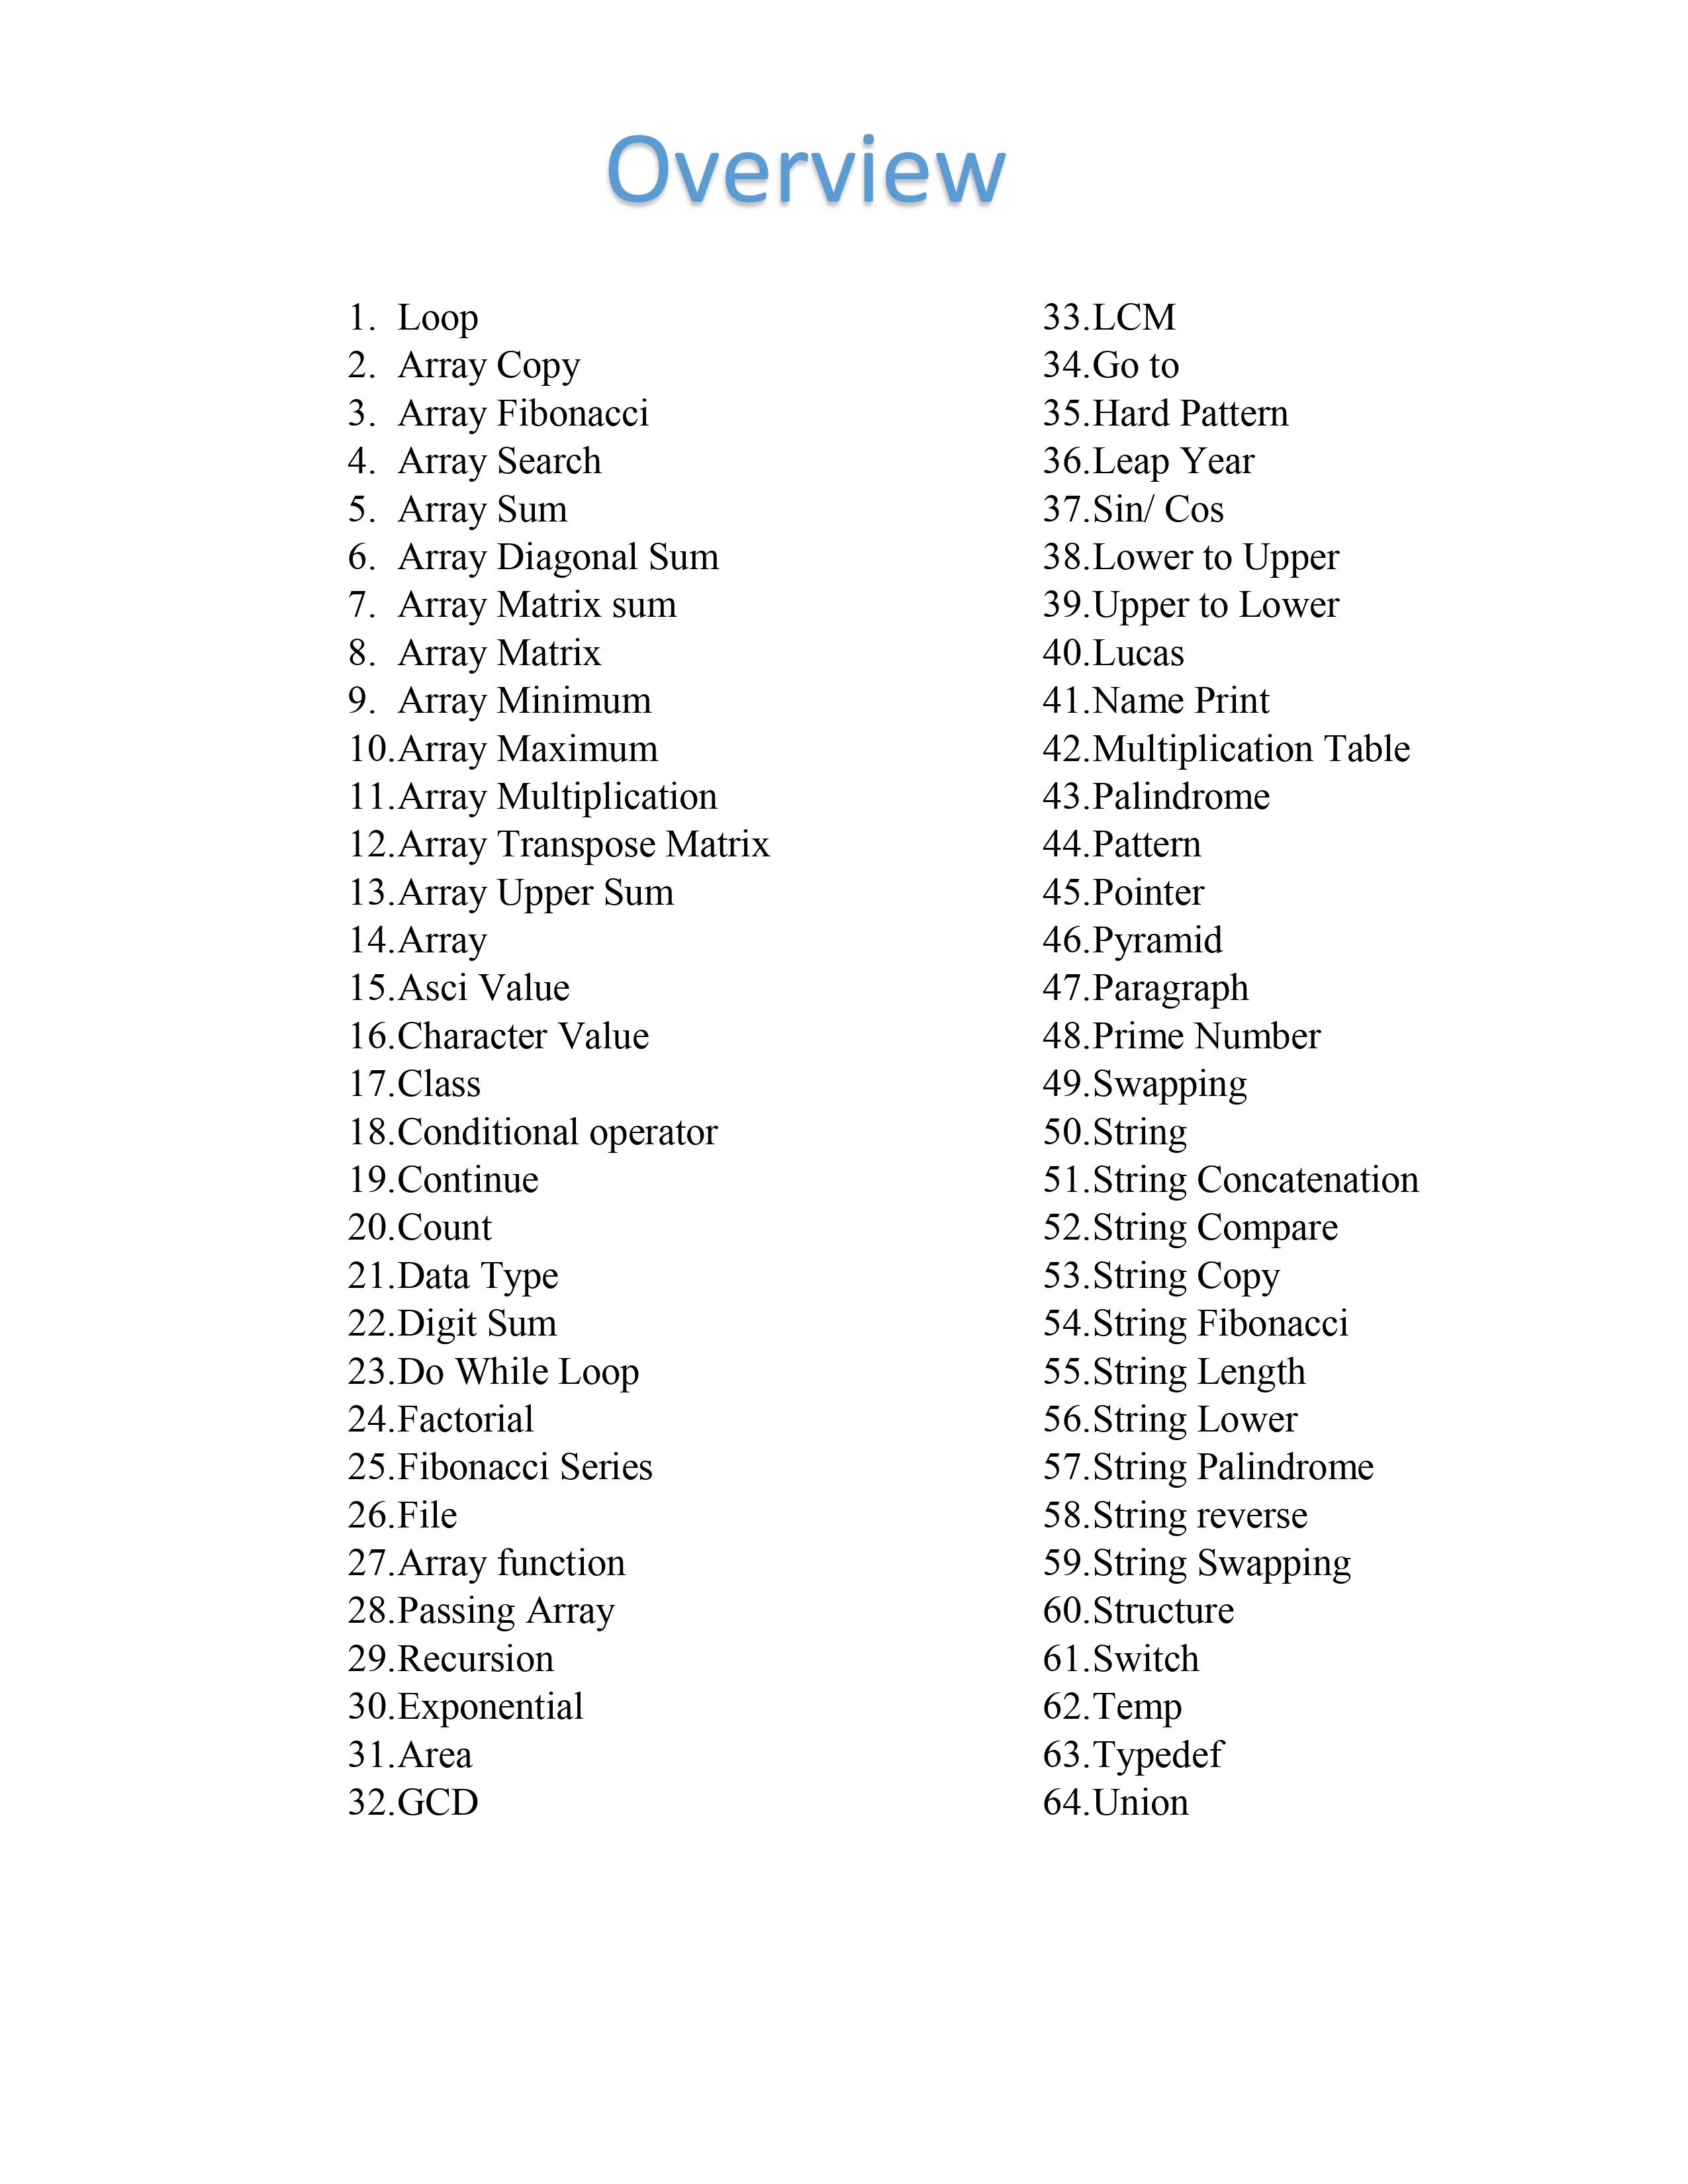 Overview
1. Loop
2. Array Copy
3. Array Fibonacci
4. Array Search
5. Array Sum
6. Array Diagonal Sum
7. Array Matrix sum
8. Array Matrix
9. Array Minimum
10.Array Maximum
11.Array Multiplication
12.Array Transpose Matrix
13.Array Upper Sum
14.Array
15.Asci Value
16.Character Value
17.Class
18.Conditional operator
19.Continue
20.Count
21.Data Type
22.Digit Sum
23.Do While Loop
24.Factorial
25.Fibonacci Series
26.File
27.Array function
28.Passing Array
29.Recursion
30.Exponential
31.Area
32.GCD
33.LCM
34.Go to
35.Hard Pattern
36.Leap Year
37.Sin/ Cos
38.Lower to Upper
39.Upper to Lower
40.Lucas
41.Name Print
42.Multiplication Table
43.Palindrome
44.Pattern
45.Pointer
46.Pyramid
47.Paragraph
48.Prime Number
49.Swapping
50.String
51.String Concatenation
52.String Compare
53.String Copy
54.String Fibonacci
55.String Length
56.String Lower
57.String Palindrome
58.String reverse
59.String Swapping
60.Structure
61.Switch
62.Temp
63.Typedef
64.Union